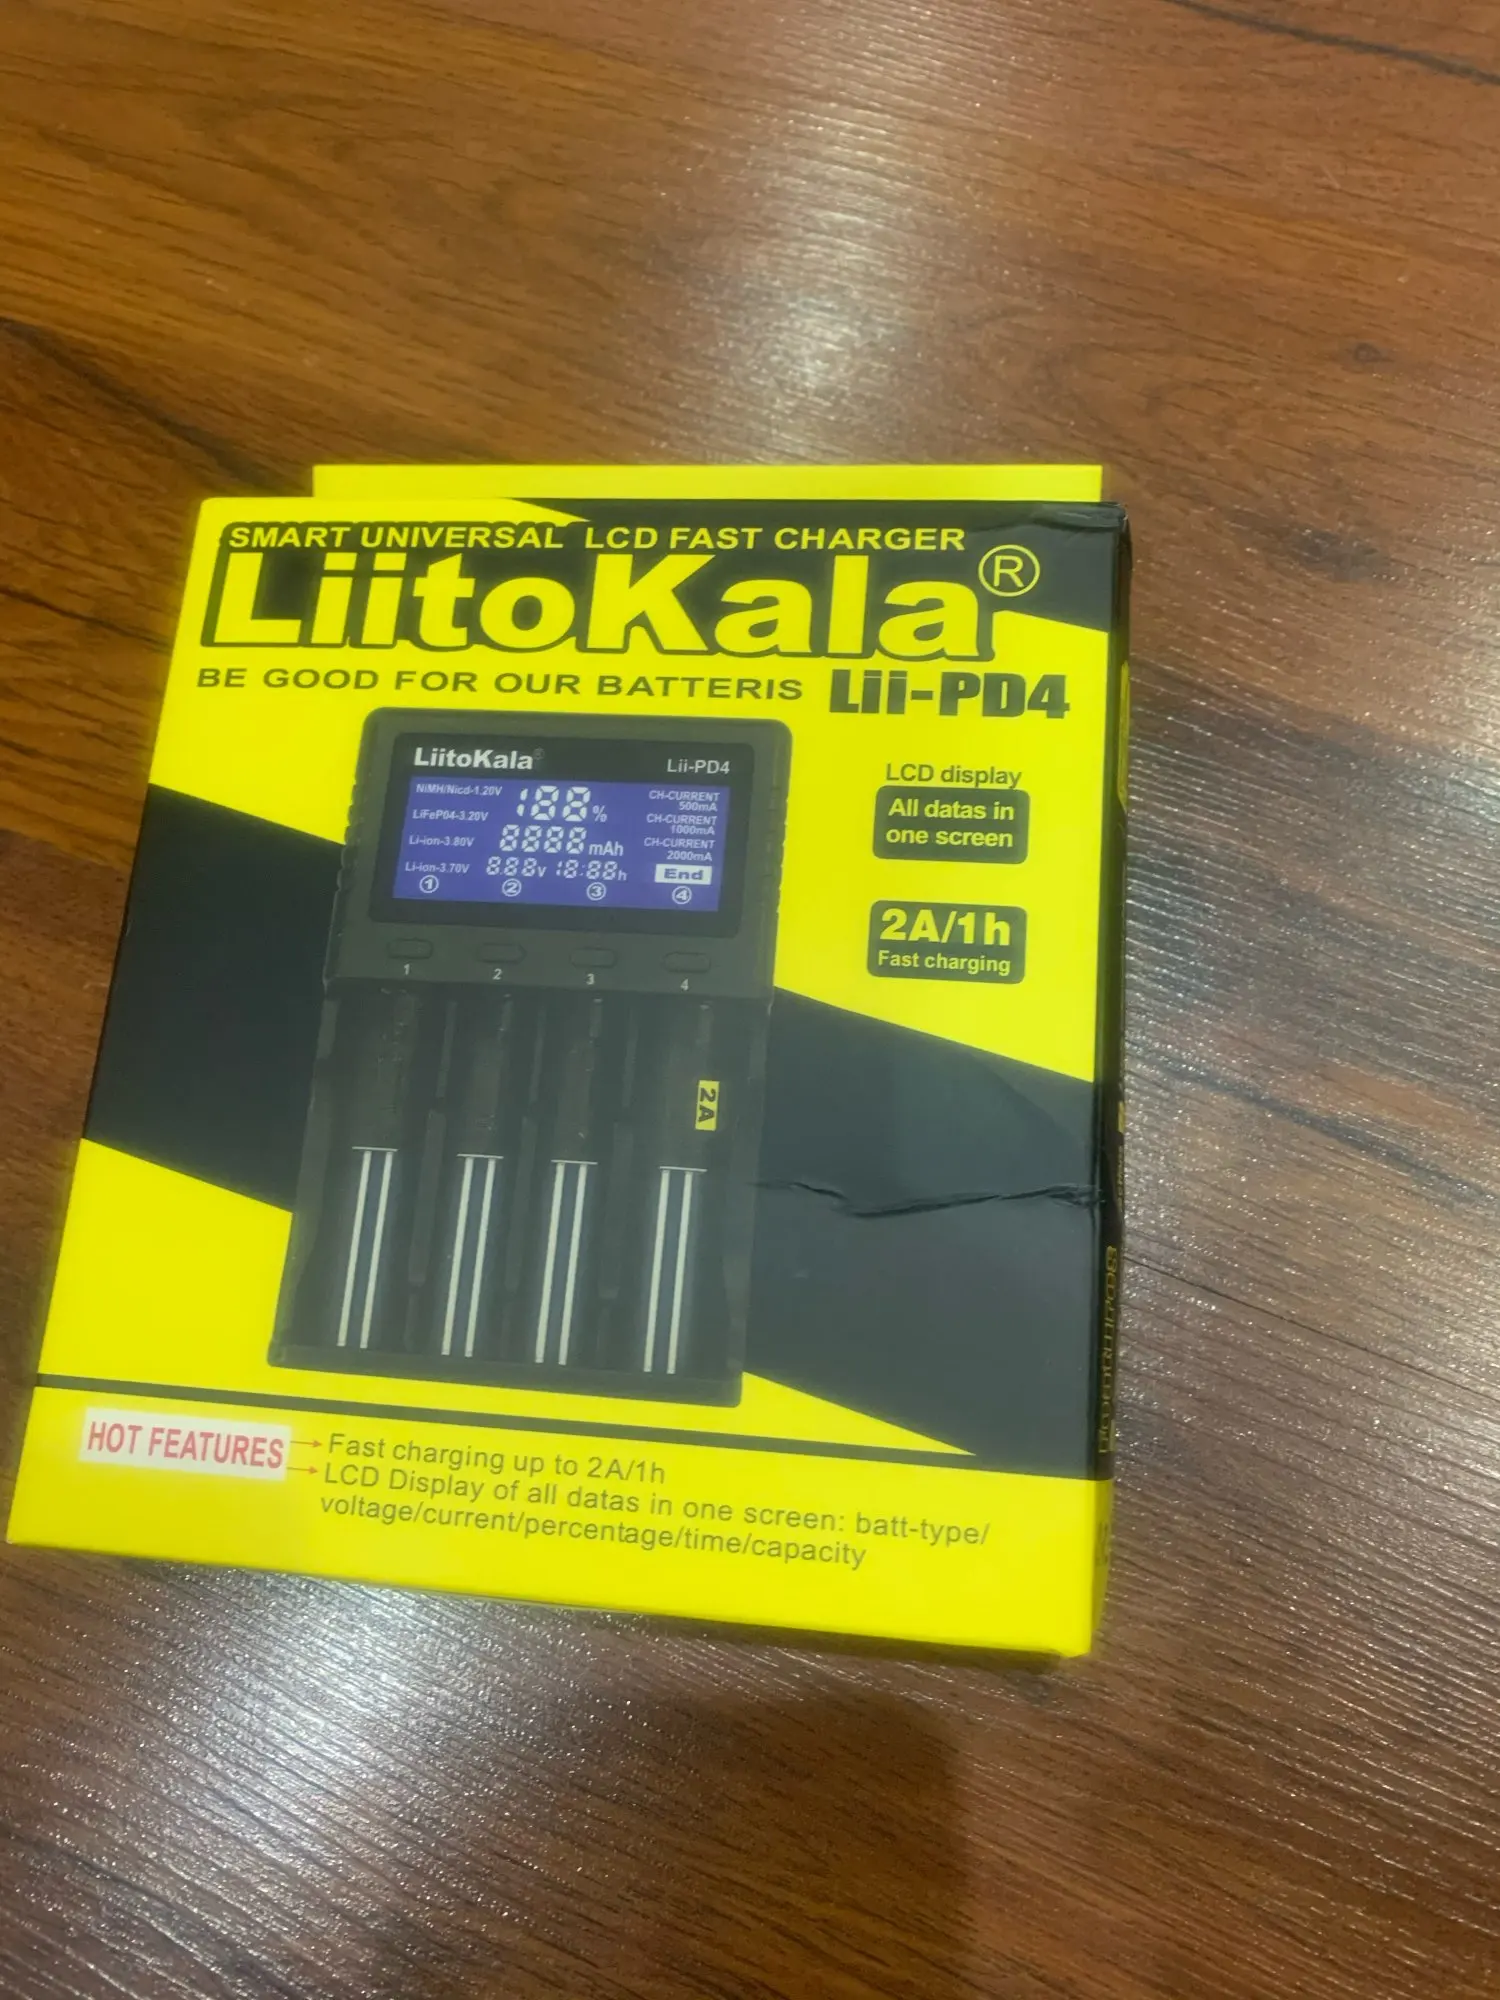 SMART UNIVERSAL LCD FAST CHARGER
LiitoKala®
BE GOOD FOR OUR BATTERIS Lii-PD4
LiitoKala® Lii-PD4
NiMH/Nicd-1.20V
LiFeP04-3.20V
Li-ion-3.80V
Li-ion-3.70V
188%
8888mAh
8.88v 18:88h
CH-CURRENT
500mA
CH-CURRENT
1000mA
CH-CURRENT
2000mA
End
① ② ③ ④
1 2 3 4
2A
LCD display
All datas in
one screen
2A/1h
Fast charging
HOT FEATURES
Fast charging up to 2A/1h
LCD Display of all datas in one screen: batt-type/
voltage/current/percentage/time/capacity